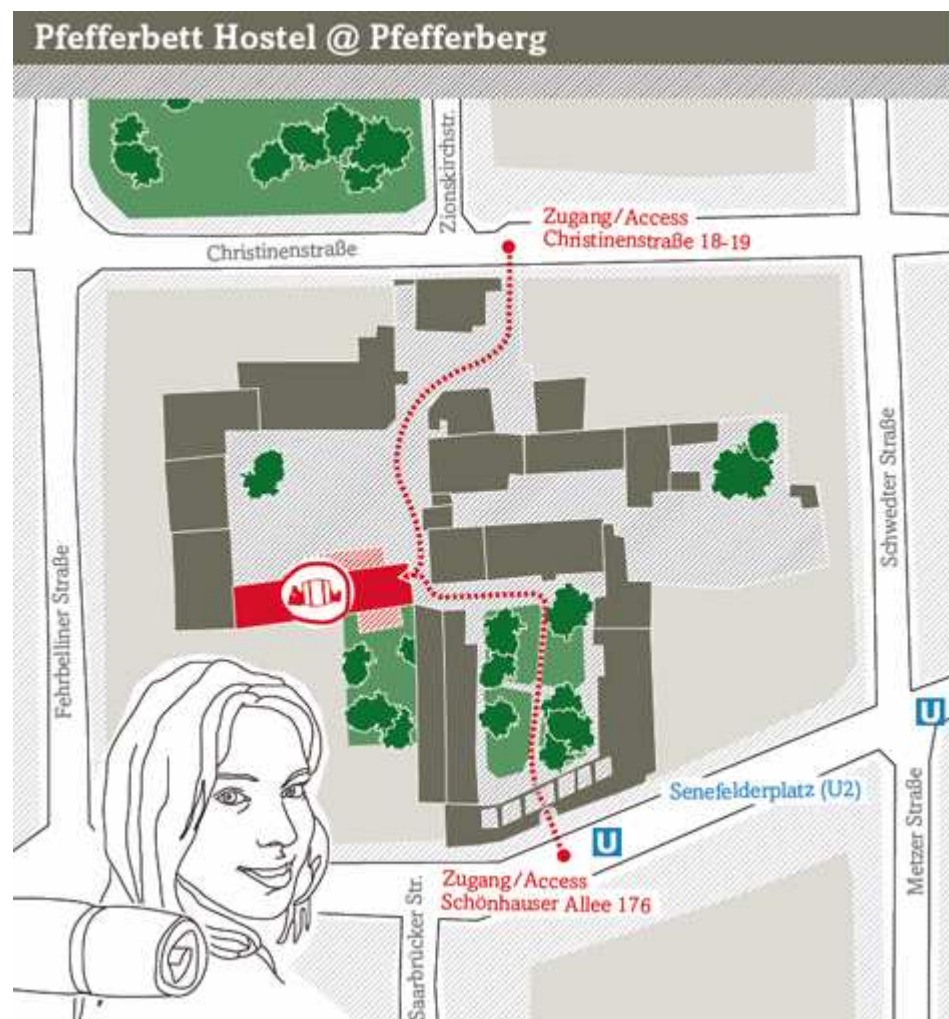 Pfefferbett Hostel @ Pfefferberg
Zionskirchstr.
Zugang/Access
Christinenstraße 18-19
Christinenstraße
Schwedter Straße
Fehrbelliner Straße
U
Senefelderplatz (U2)
U
Metzer Straße
Zugang/Access
Schönhauser Allee 176
Saarbrücker Str.